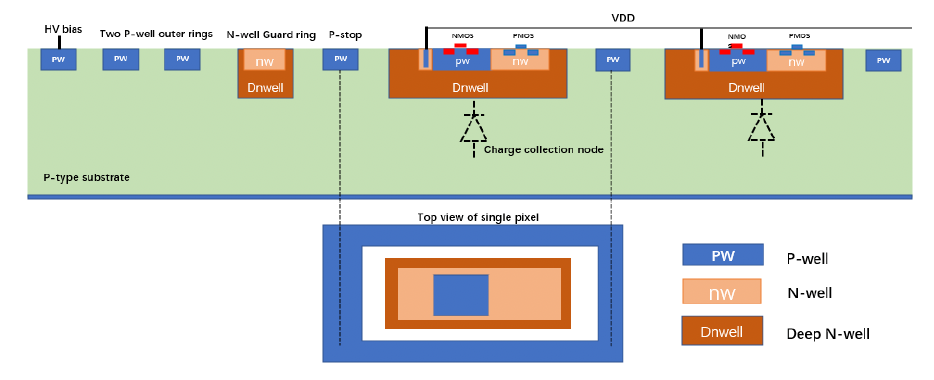 VDD
HV bias
Two P-well outer rings
N-well Guard ring
P-stop
NMOS
PMOS
NMO
PMOS
PW
PW
PW
nw
Dnwell
PW
pw
nw
Dnwell
PW
pw
nw
Dnwell
PW
Charge collection node
P-type substrate
Top view of single pixel
PW
P-well
nw
N-well
Dnwell
Deep N-well